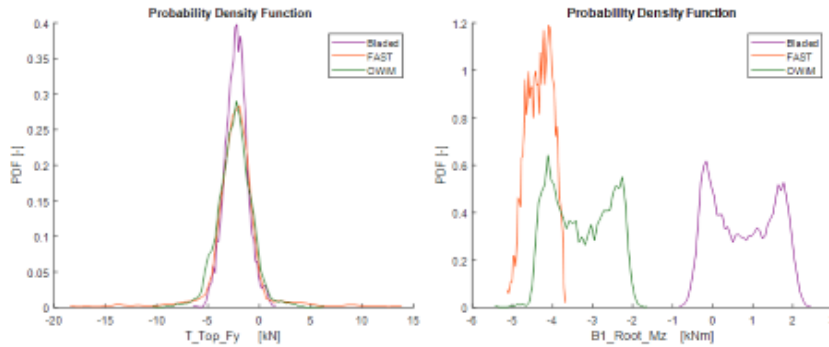 Probability Density Function
0.4
0.35
0.3
0.25
0.2
0.15
0.1
0.05
0
PDF [-]
-20 -15 -10 -5 0 5 10 15
T_Top_Fy [kN]
Bladed
FAST
OWIM
Probability Density Function
1.2
1
0.8
0.6
0.4
0.2
0
PDF [-]
-6 -5 -4 -3 -2 -1 0 1 2 3
B1_Root_Mz [kNm]
Bladed
FAST
OWIM